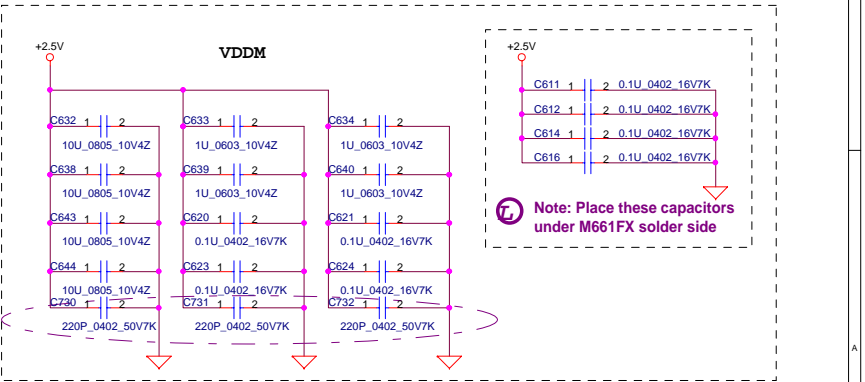 +2.5V
VDDM
+2.5V
C611 1 2 0.1U_0402_16V7K
C612 1 2 0.1U_0402_16V7K
C614 1 2 0.1U_0402_16V7K
C616 1 2 0.1U_0402_16V7K
C632 1 2 C633 1 2 C634 1 2
10U_0805_10V4Z 1U_0603_10V4Z 1U_0603_10V4Z
C638 1 2 C639 1 2 C640 1 2
10U_0805_10V4Z 1U_0603_10V4Z 1U_0603_10V4Z
L Note: Place these capacitors
under M661FX solder side
C643 1 2 C620 1 2 C621 1 2
10U_0805_10V4Z 0.1U_0402_16V7K 0.1U_0402_16V7K
C644 1 2 C623 1 2 C624 1 2
10U_0805_10V4Z 0.1U_0402_16V7K 0.1U_0402_16V7K
C730 1 2 C731 1 2 C732 1 2
220P_0402_50V7K 220P_0402_50V7K 220P_0402_50V7K
A